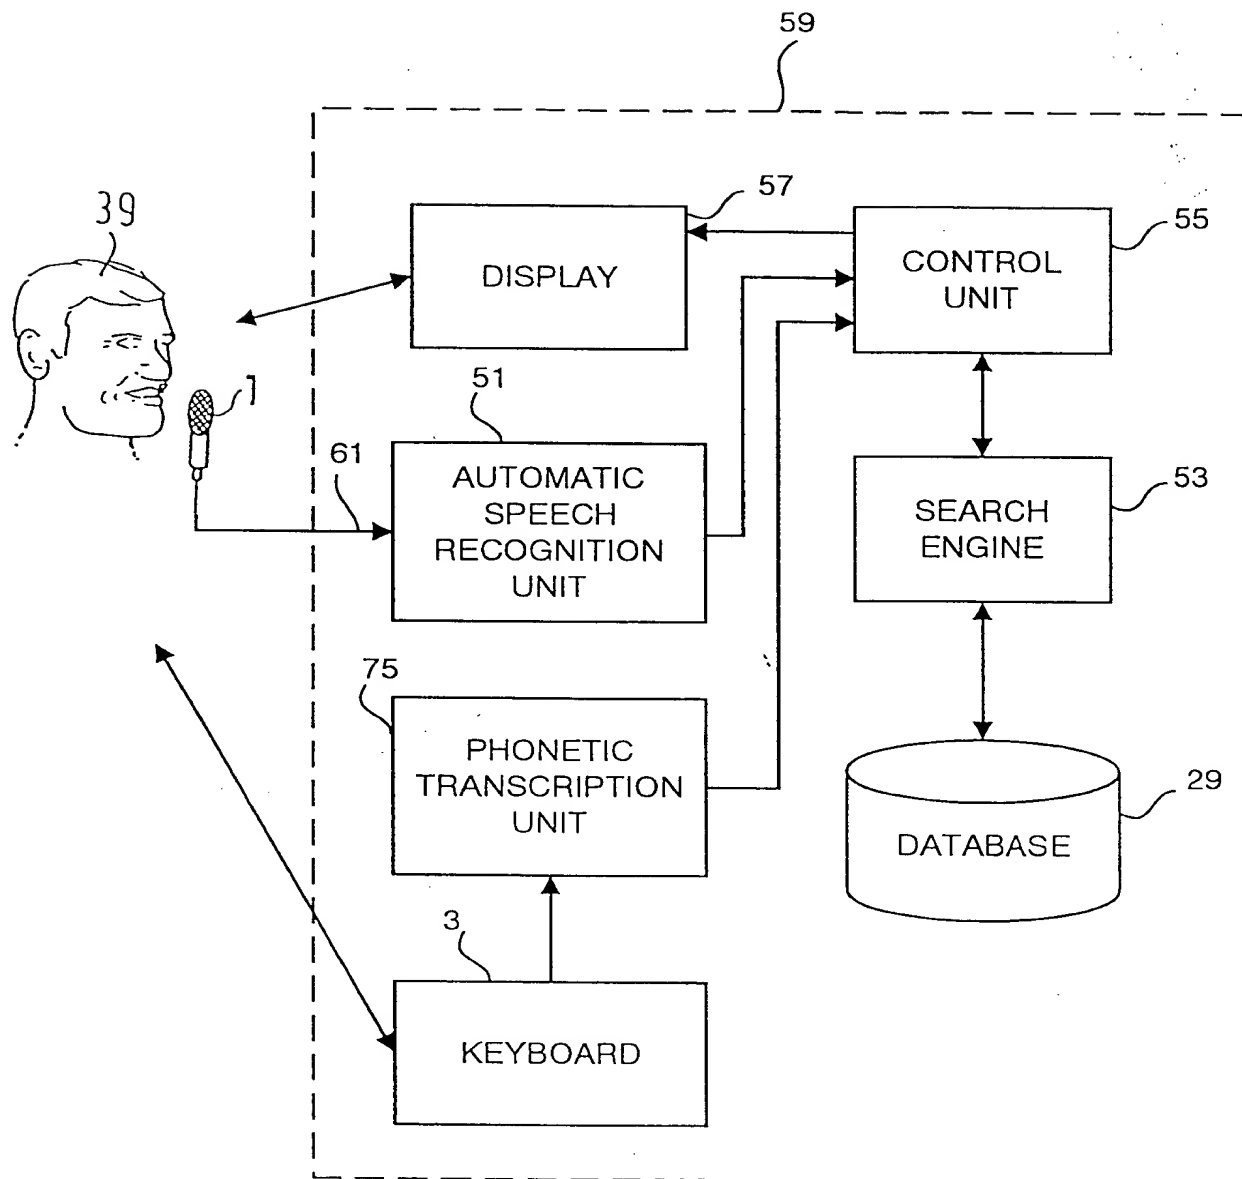 59
57
55
39
DISPLAY
CONTROL
UNIT
7
51
61
AUTOMATIC
SPEECH
RECOGNITION
UNIT
53
SEARCH
ENGINE
75
PHONETIC
TRANSCRIPTION
UNIT
29
DATABASE
3
KEYBOARD